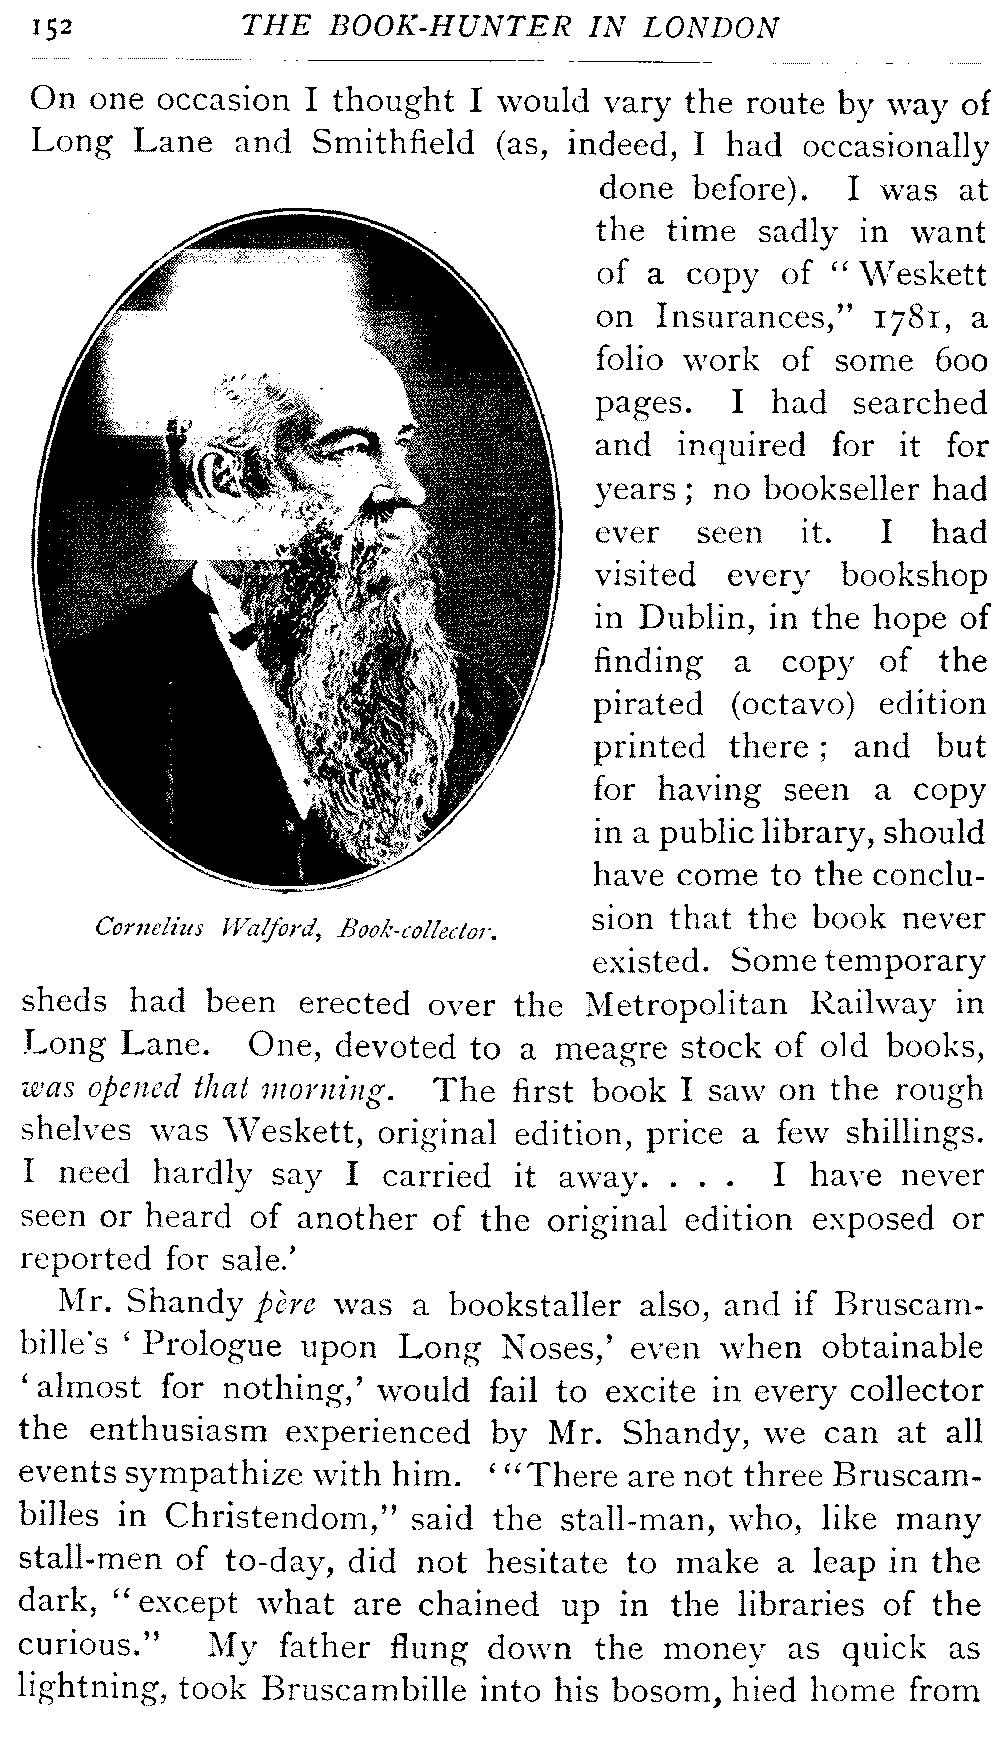 152 THE BOOK-HUNTER IN LONDON
On one occasion I thought I would vary the route by way of
Long Lane and Smithfield (as, indeed, I had occasionally
done before). I was at
the time sadly in want
of a copy of “Weskett
on Insurances,” 1781, a
folio work of some 600
pages. I had searched
and inquired for it for
years; no bookseller had
ever seen it. I had
visited every bookshop
in Dublin, in the hope of
finding a copy of the
pirated (octavo) edition
printed there; and but
for having seen a copy
in a public library, should
have come to the conclu-
sion that the book never
existed. Some temporary
Cornelius Walford, Book-collector.
sheds had been erected over the Metropolitan Railway in
Long Lane. One, devoted to a meagre stock of old books,
was opened that morning. The first book I saw on the rough
shelves was Weskett, original edition, price a few shillings.
I need hardly say I carried it away. . . . I have never
seen or heard of another of the original edition exposed or
reported for sale.’
Mr. Shandy père was a bookstaller also, and if Bruscam-
bille's ‘Prologue upon Long Noses,’ even when obtainable
‘almost for nothing,’ would fail to excite in every collector
the enthusiasm experienced by Mr. Shandy, we can at all
events sympathize with him. ‘“There are not three Bruscam-
billes in Christendom,” said the stall-man, who, like many
stall-men of to-day, did not hesitate to make a leap in the
dark, “except what are chained up in the libraries of the
curious.” My father flung down the money as quick as
lightning, took Bruscambille into his bosom, hied home from